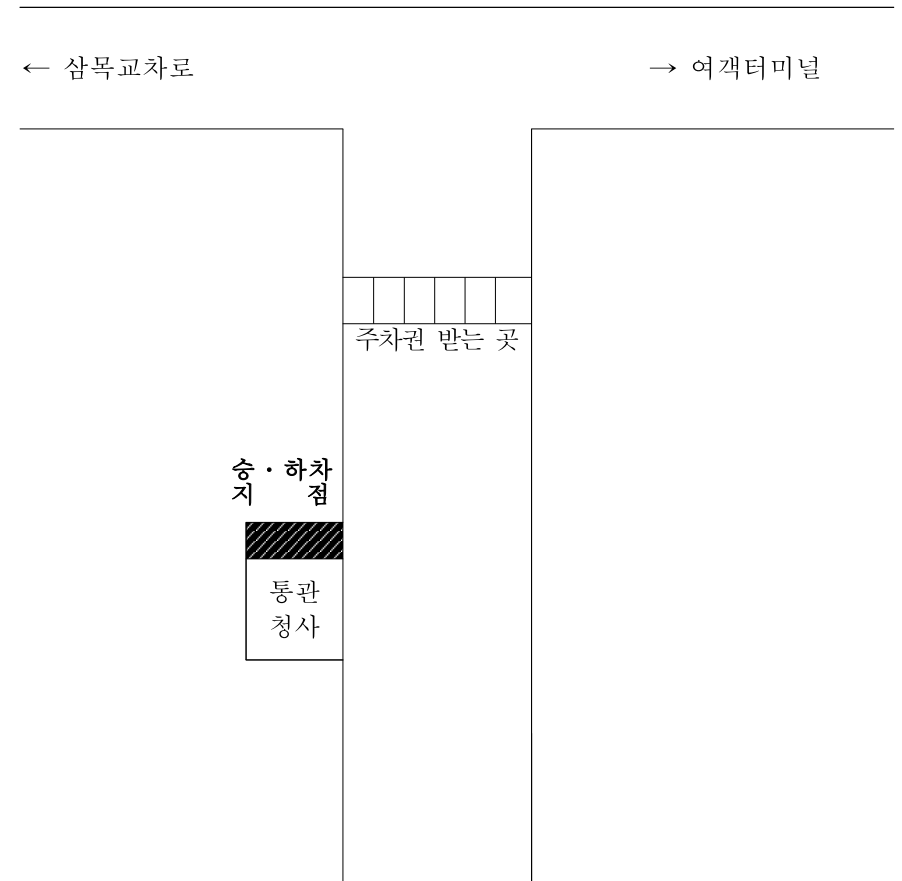 ← 삼목교차로
→ 여객터미널
주차권 받는 곳
승·하차
지 점
통관
청사